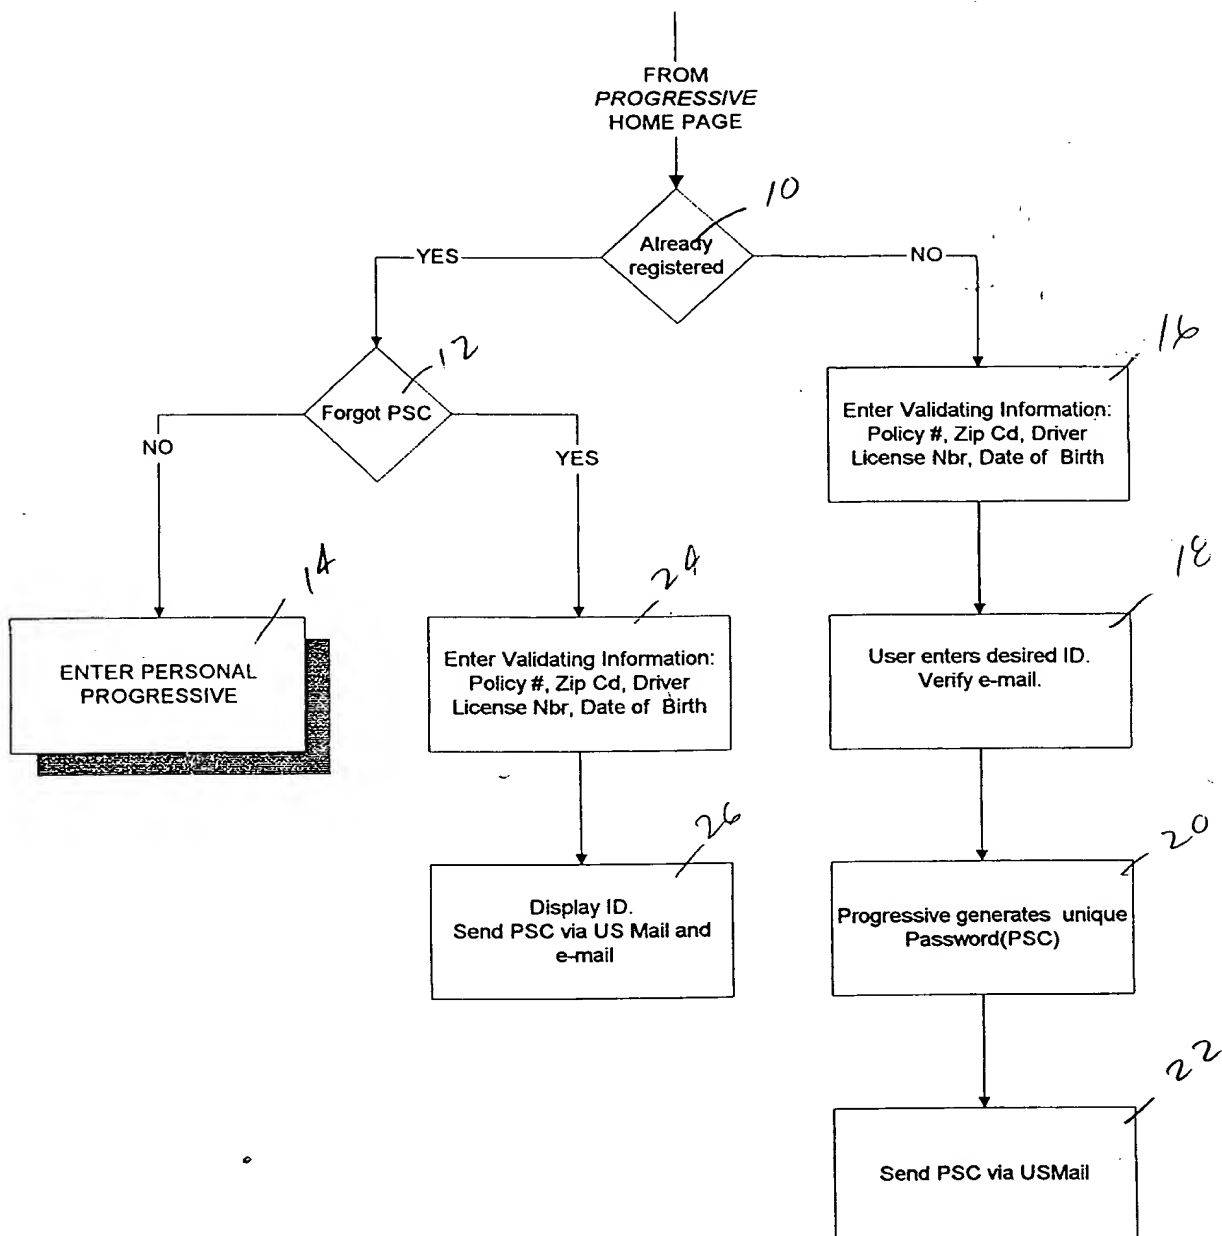 FROM
PROGRESSIVE
HOME PAGE
10
Already
registered
YES
NO
12
Forgot PSC
16
Enter Validating Information:
Policy #, Zip Cd, Driver
License Nbr, Date of Birth
NO
YES
14
ENTER PERSONAL
PROGRESSIVE
24
Enter Validating Information:
Policy #, Zip Cd, Driver
License Nbr, Date of Birth
18
User enters desired ID.
Verify e-mail.
26
Display ID.
Send PSC via US Mail and
e-mail
20
Progressive generates unique
Password(PSC)
22
Send PSC via USMail